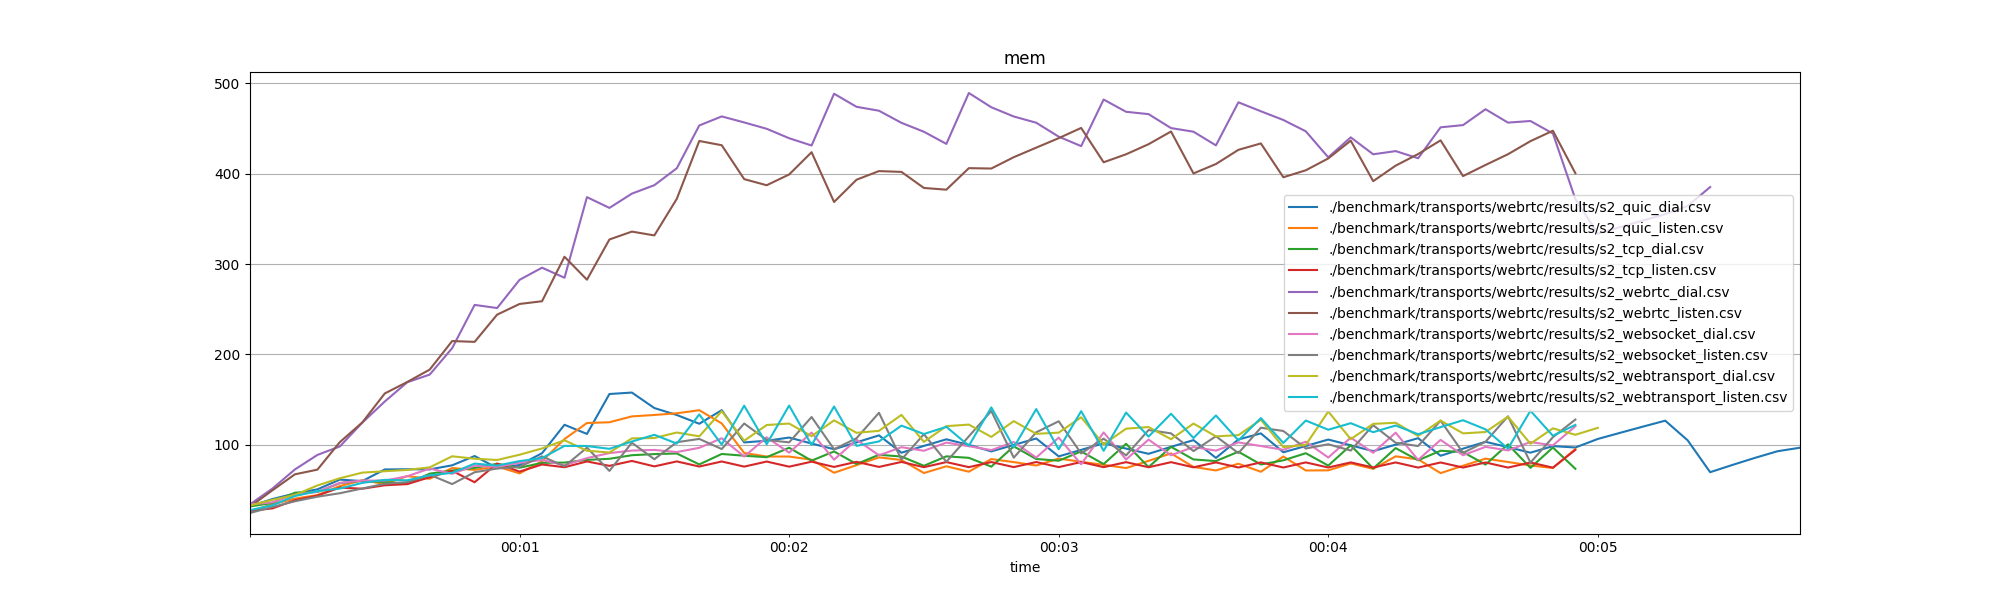 mem
500
400
300
200
100
./benchmark/transports/webrtc/results/s2_quic_dial.csv
./benchmark/transports/webrtc/results/s2_quic_listen.csv
./benchmark/transports/webrtc/results/s2_tcp_dial.csv
./benchmark/transports/webrtc/results/s2_tcp_listen.csv
./benchmark/transports/webrtc/results/s2_webrtc_dial.csv
./benchmark/transports/webrtc/results/s2_webrtc_listen.csv
./benchmark/transports/webrtc/results/s2_websocket_dial.csv
./benchmark/transports/webrtc/results/s2_websocket_listen.csv
./benchmark/transports/webrtc/results/s2_webtransport_dial.csv
./benchmark/transports/webrtc/results/s2_webtransport_listen.csv
00:01 00:02 00:03 00:04 00:05
time